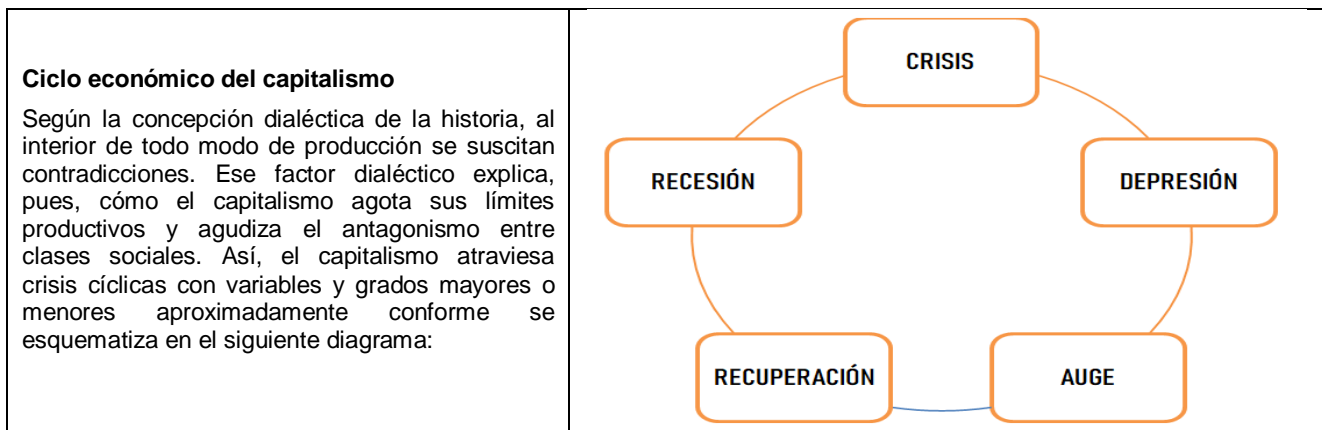 Ciclo económico del capitalismo
Según la concepción dialéctica de la historia, al
interior de todo modo de producción se suscitan
contradicciones. Ese factor dialéctico explica,
pues, cómo el capitalismo agota sus límites
productivos y agudiza el antagonismo entre
clases sociales. Así, el capitalismo atraviesa
crisis cíclicas con variables y grados mayores o
menores aproximadamente conforme se
esquematiza en el siguiente diagrama:
CRISIS
RECESIÓN
DEPRESIÓN
RECUPERACIÓN
AUGE